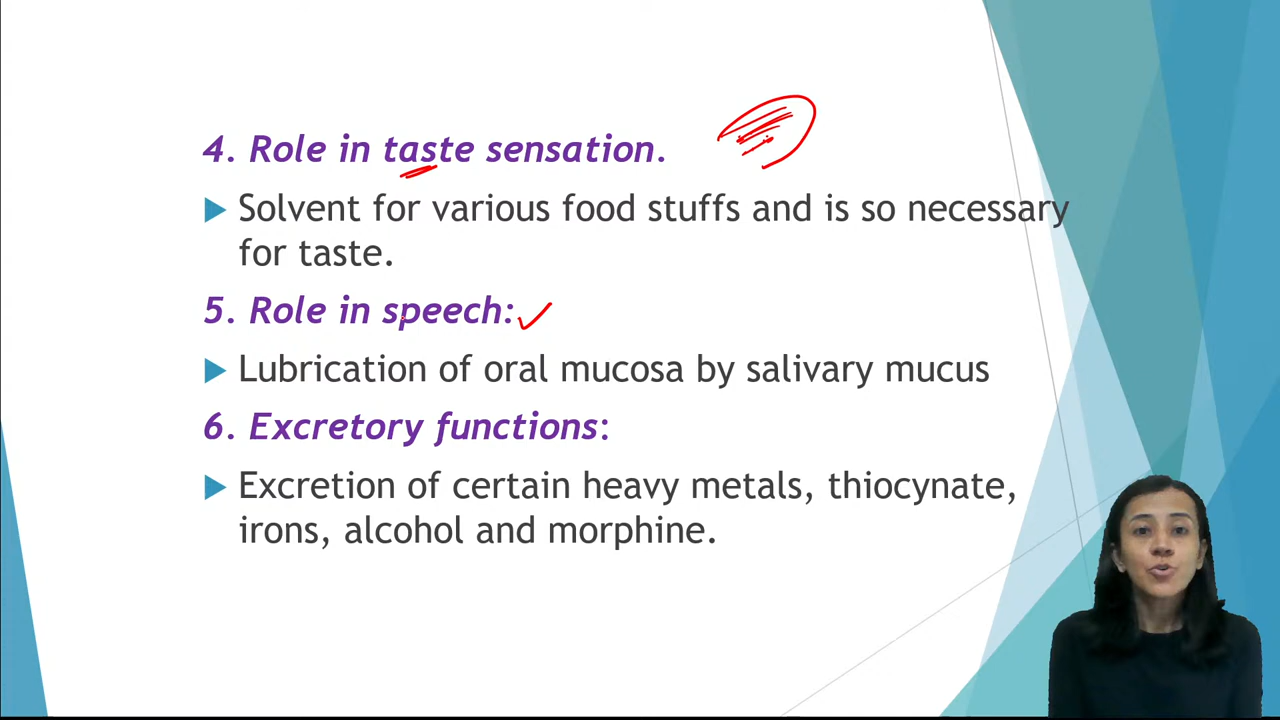 4. Role in taste sensation.
Solvent for various food stuffs and is so necessary
for taste.
5. Role in speech:
Lubrication of oral mucosa by salivary mucus
6. Excretory functions:
Excretion of certain heavy metals, thiocynate,
irons, alcohol and morphine.